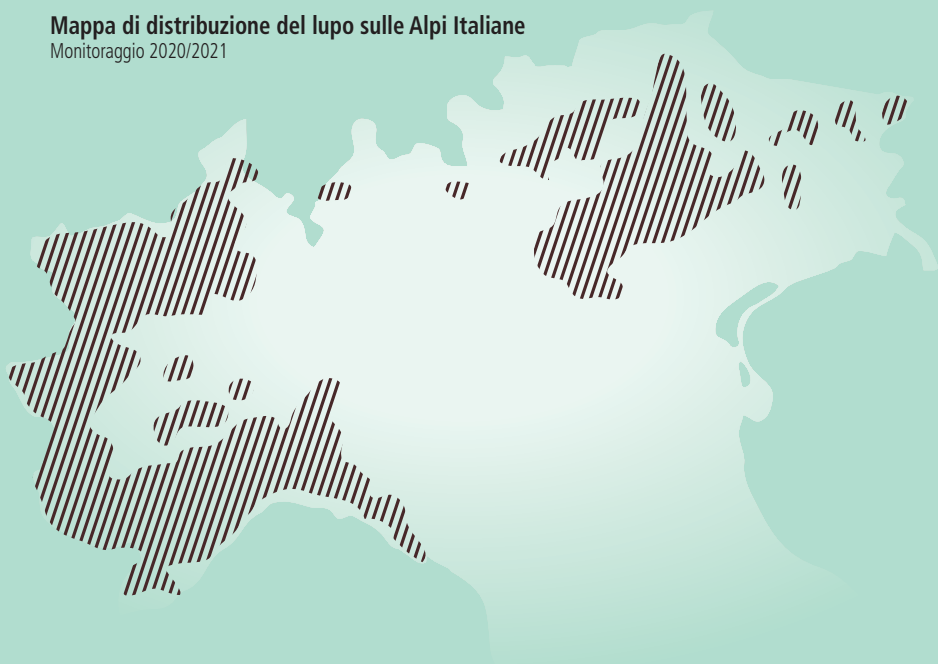 Mappa di distribuzione del lupo sulle Alpi Italiane
Monitoraggio 2020/2021